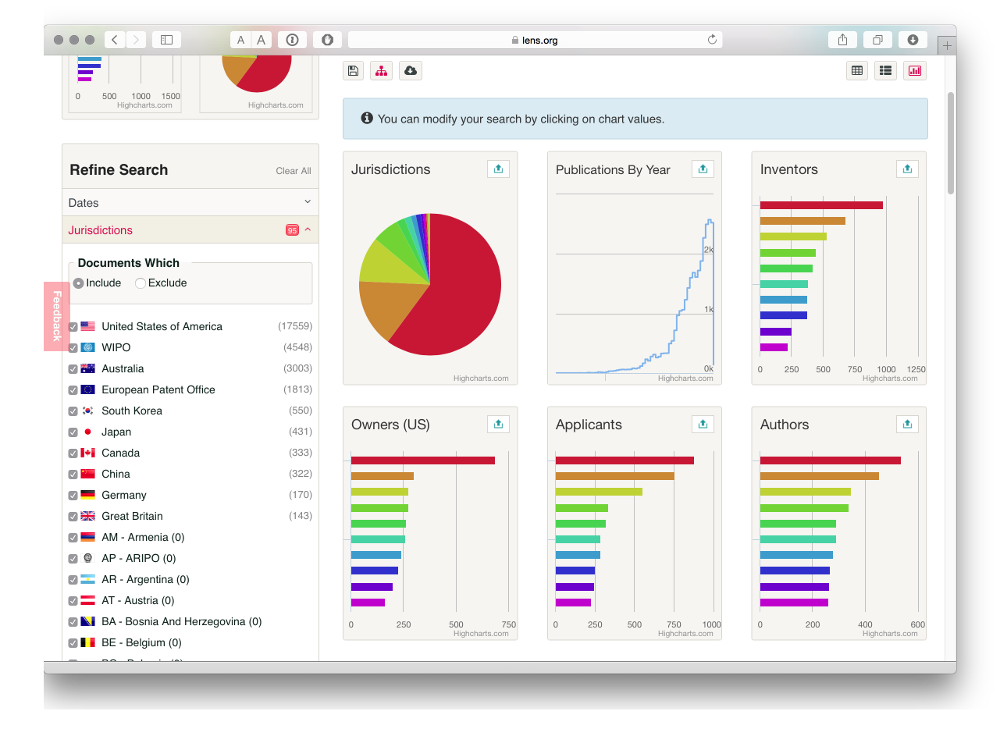 A A
lens.org
0 500 1000 1500
Highcharts.com
Highcharts.com
You can modify your search by clicking on chart values.
Refine Search Clear All
Dates
Jurisdictions 95
Documents Which
Include Exclude
Feedback
United States of America (17559)
WIPO (4548)
Australia (3003)
European Patent Office (1813)
South Korea (550)
Japan (431)
Canada (333)
China (322)
Germany (170)
Great Britain (143)
AM - Armenia (0)
AP - ARIPO (0)
AR - Argentina (0)
AT - Austria (0)
BA - Bosnia And Herzegovina (0)
BE - Belgium (0)
Jurisdictions
Highcharts.com
Publications By Year
2k
1k
0k
Highcharts.com
Inventors
0 250 500 750 1000 1250
Highcharts.com
Owners (US)
0 250 500 750
Highcharts.com
Applicants
0 250 500 750 1000
Highcharts.com
Authors
0 200 400 600
Highcharts.com